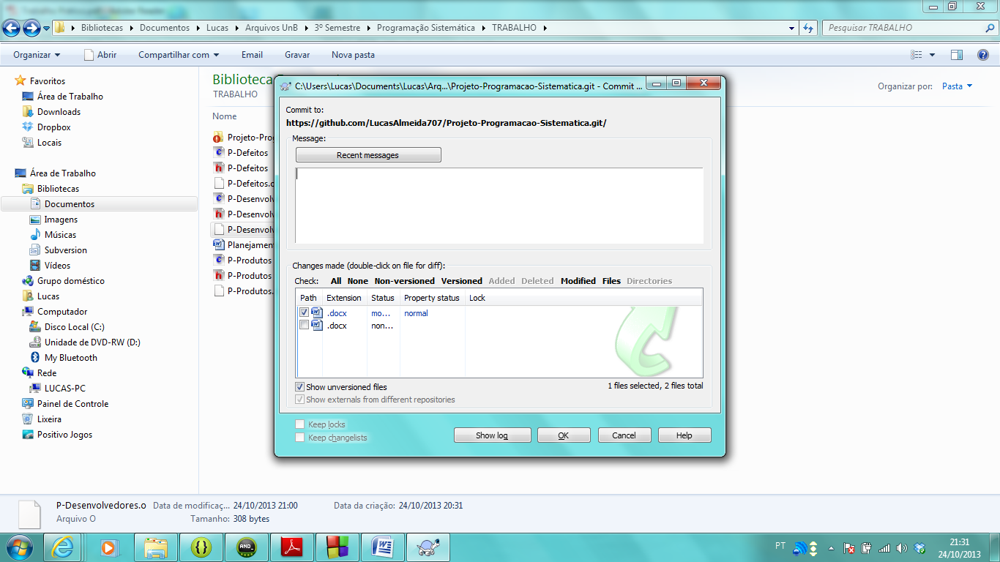 Bibliotecas Documentos Lucas Arquivos UnB 3º Semestre Programação Sistemática TRABALHO
Pesquisar TRABALHO
Organizar Abrir Compartilhar com Email Gravar Nova pasta
Favoritos
Área de Trabalho
Downloads
Dropbox
Locais
Área de Trabalho
Bibliotecas
Documentos
Imagens
Músicas
Subversion
Vídeos
Grupo doméstico
Lucas
Computador
Disco Local (C:)
Unidade de DVD-RW (D:)
My Bluetooth
Rede
LUCAS-PC
Painel de Controle
Lixeira
Positivo Jogos
Biblioteca
TRABALHO
Organizar por: Pasta
Nome
Projeto-Pro
P-Defeitos
P-Defeitos
P-Defeitos.o
P-Desenvolv
P-Desenvolv
P-Desenvolv
Planejamen
P-Produtos
P-Produtos
P-Produtos.
C:\Users\Lucas\Documents\Lucas\Arq...\Projeto-Programacao-Sistematica.git - Commit ...
Commit to:
https://github.com/LucasAlmeida707/Projeto-Programacao-Sistematica.git/
Message:
Recent messages
Changes made (double-click on file for diff):
Check: All None Non-versioned Versioned Added Deleted Modified Files Directories
Path Extension Status Property status Lock
.docx mo... normal
.docx non...
Show unversioned files
1 files selected, 2 files total
Show externals from different repositories
Keep locks
Keep changelists
Show log OK Cancel Help
P-Desenvolvedores.o Data de modificaç... 24/10/2013 21:00 Data da criação: 24/10/2013 20:31
Arquivo O Tamanho: 308 bytes
AND_
PT
21:31
24/10/2013